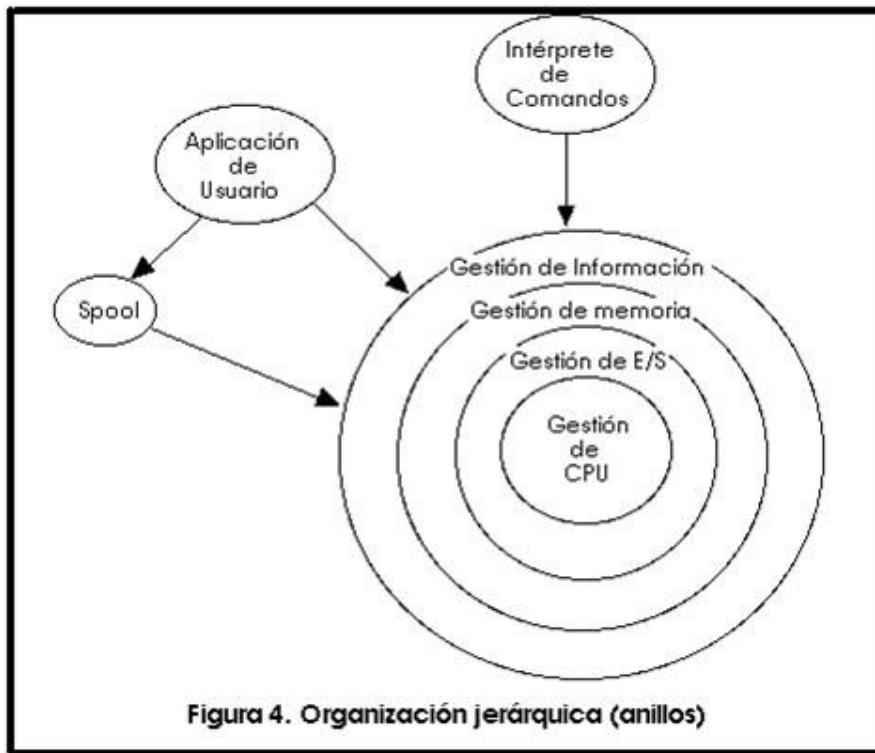 Intérprete
de
Comandos
Aplicación
de
Usuario
Spool
Gestión de Información
Gestión de memoria
Gestión de E/S
Gestión
de
CPU
Figura 4. Organización jerárquica (anillos)